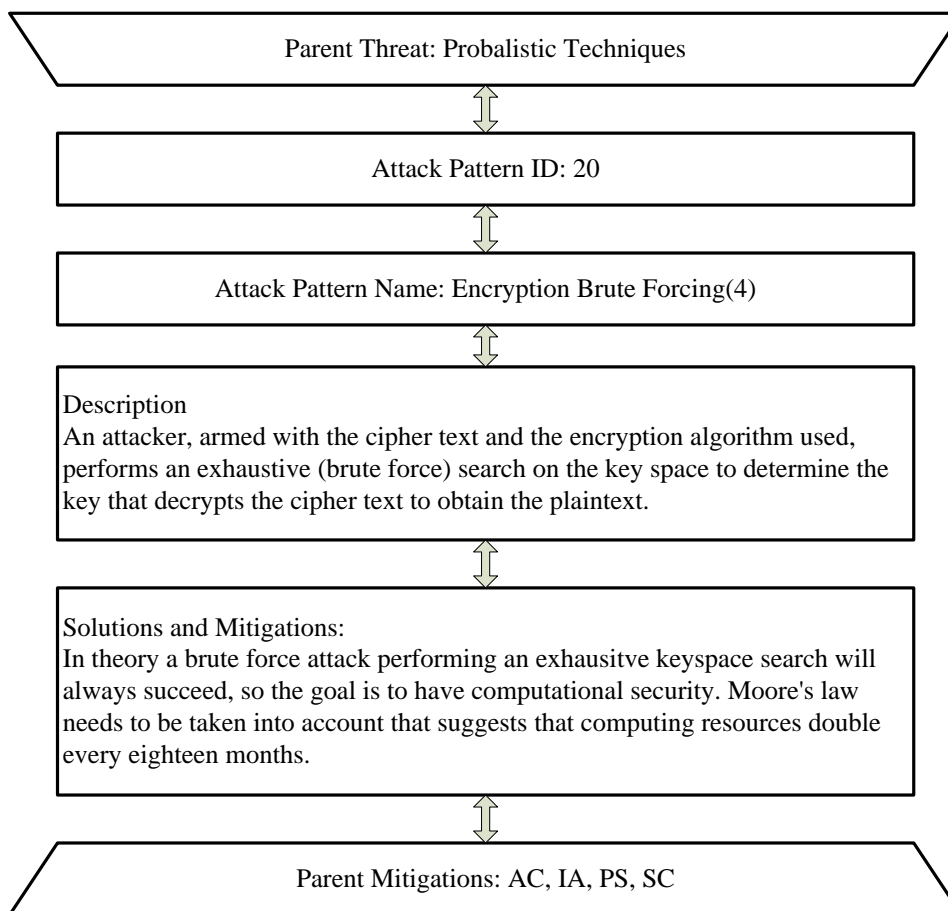 Parent Threat: Probalistic Techniques
Attack Pattern ID: 20
Attack Pattern Name: Encryption Brute Forcing(4)
Description
An attacker, armed with the cipher text and the encryption algorithm used,
performs an exhaustive (brute force) search on the key space to determine the
key that decrypts the cipher text to obtain the plaintext.
Solutions and Mitigations:
In theory a brute force attack performing an exhausitve keyspace search will
always succeed, so the goal is to have computational security. Moore's law
needs to be taken into account that suggests that computing resources double
every eighteen months.
Parent Mitigations: AC, IA, PS, SC